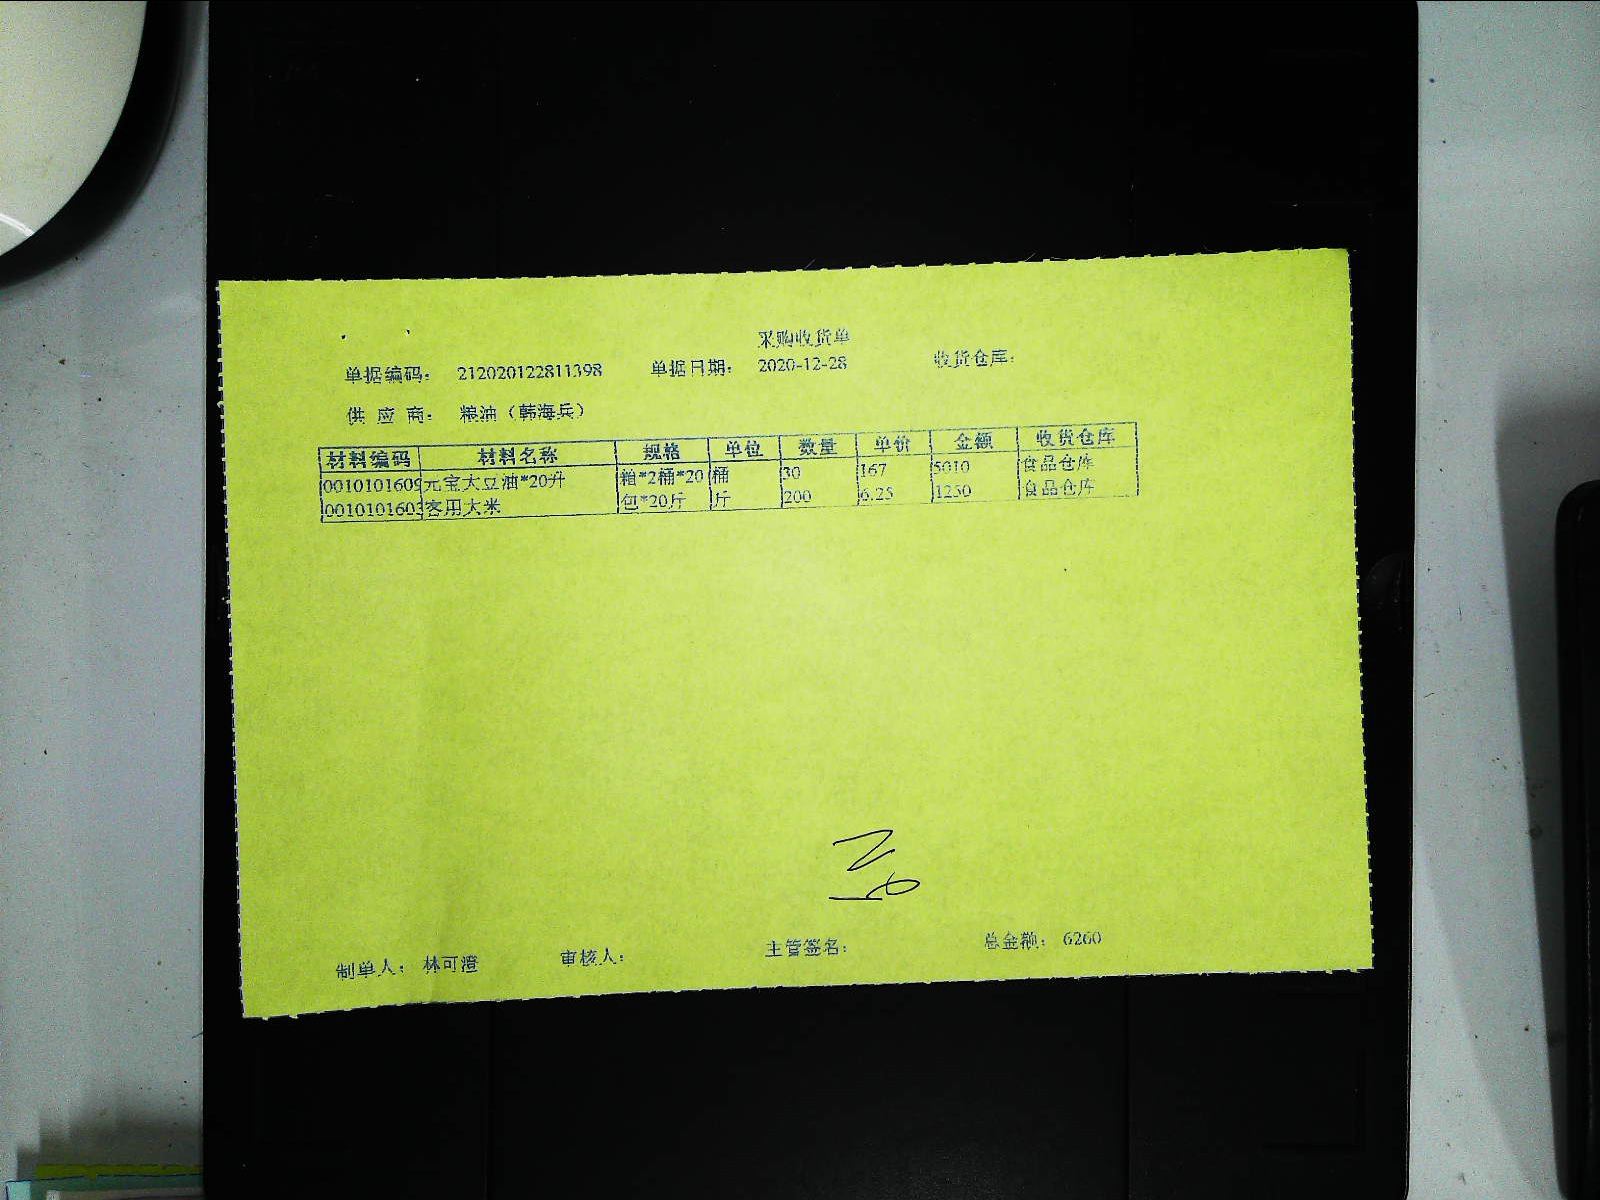 采购收货单
单据编码： 212020122811398 单据日期： 2020-12-28 收货仓库：
供 应 商： 粮油（韩海兵）
材料编码 材料名称 规格 单位 数量 单价 金额 收货仓库
0010101609 元宝大豆油*20升 箱*2桶*20 桶 30 167 5010 食品仓库
001010160 客用大米 包*20斤 斤 200 6.25 1250 食品仓库
制单人： 林可澄 审核人： 主管签名： 总金额： 6260